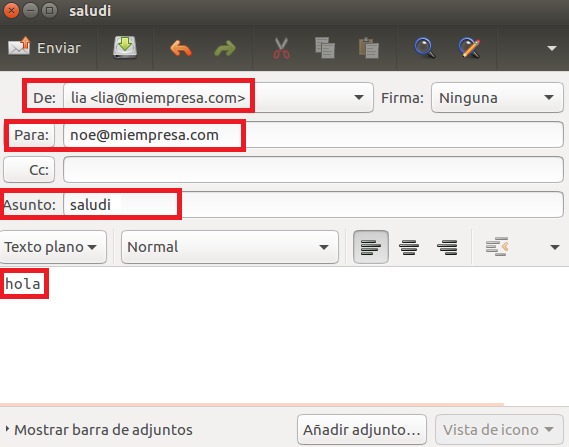 saludi
Enviar
De: lia <lia@miempresa.com> Firma: Ninguna
Para: noe@miempresa.com
Cc:
Asunto: saludi
Texto plano Normal
hola
Mostrar barra de adjuntos Añadir adjunto... Vista de icono